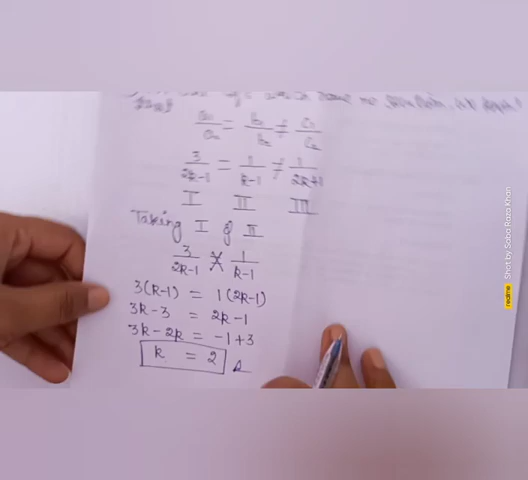 a₁/a₂ = b₁/b₂ ≠ c₁/c₂
3/2k-1 = 1/k-1 ≠ 1/2k+1
I II III
Taking I & II
3/2k-1 = 1/k-1
3(k-1) = 1(2k-1)
3k-3 = 2k-1
3k-2k = -1+3
k = 2
realme Shot by Saba Raza Khan